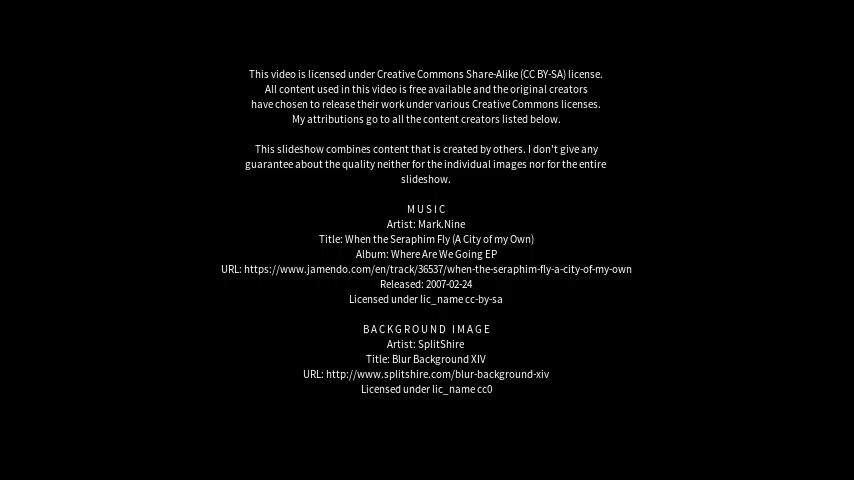 This video is licensed under Creative Commons Share-Alike (CC BY-SA) license.
All content used in this video is free available and the original creators
have chosen to release their work under various Creative Commons licenses.
My attributions go to all the content creators listed below.
This slideshow combines content that is created by others. I don't give any
guarantee about the quality neither for the individual images nor for the entire
slideshow.
MUSIC
Artist: Mark.Nine
Title: When the Seraphim Fly (A City of my Own)
Album: Where Are We Going EP
URL: https://www.jamendo.com/en/track/36537/when-the-seraphim-fly-a-city-of-my-own
Released: 2007-02-24
Licensed under lic_name cc-by-sa
BACKGROUND IMAGE
Artist: SplitShire
Title: Blur Background XIV
URL: http://www.splitshire.com/blur-background-xiv
Licensed under lic_name cc0